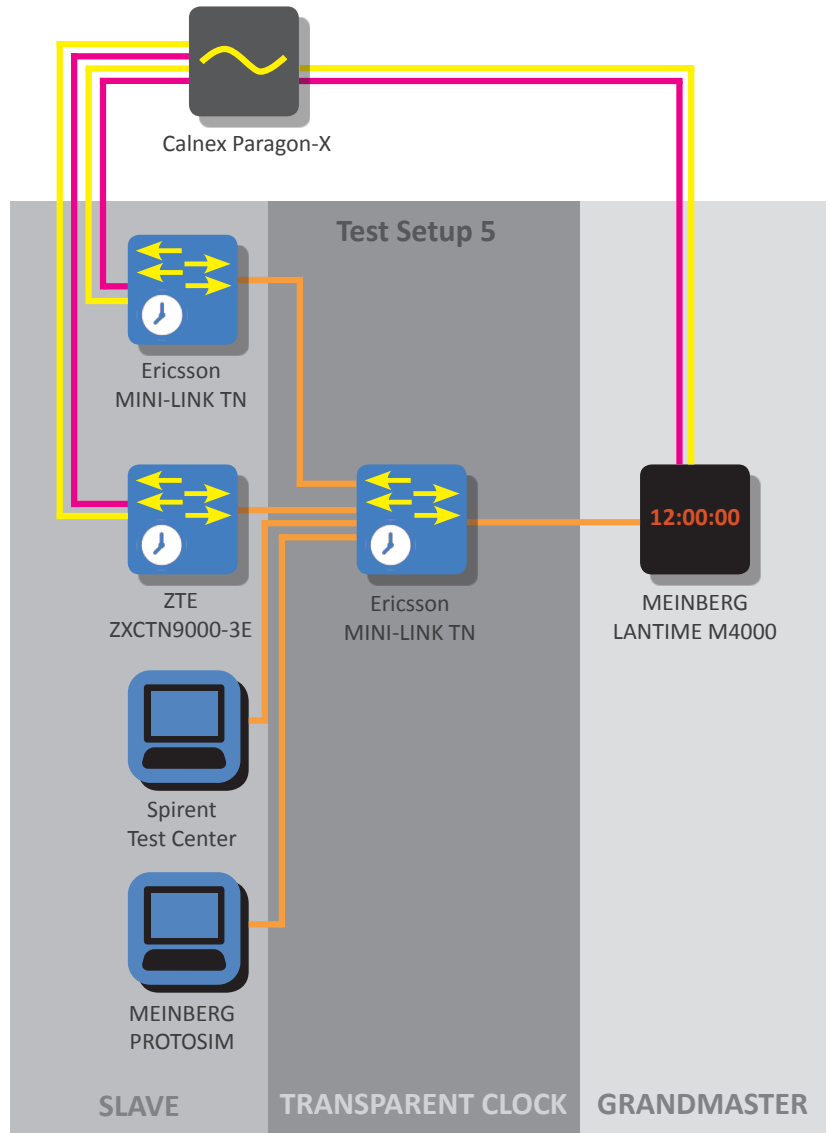 Calnex Paragon-X
Test Setup 5
Ericsson
MINI-LINK TN
ZTE
ZXCTN9000-3E
Ericsson
MINI-LINK TN
12:00:00
MEINBERG
LANTIME M4000
Spirent
Test Center
MEINBERG
PROTOSIM
SLAVE
TRANSPARENT CLOCK
GRANDMASTER